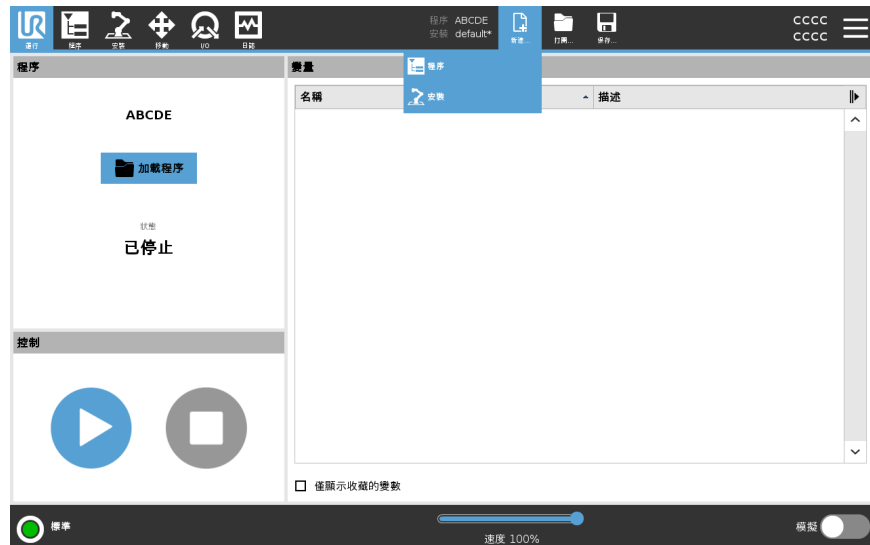 UR
運行 程序 安裝 移動 I/O 日誌
程序 ABCDE
安裝 default*
新建... 打開... 保存...
CCCC
CCCC
程序
變量
程序
安裝
名稱 描述
ABCDE
加載程序
狀態
已停止
控制
僅顯示收藏的變數
標準
速度 100%
模擬